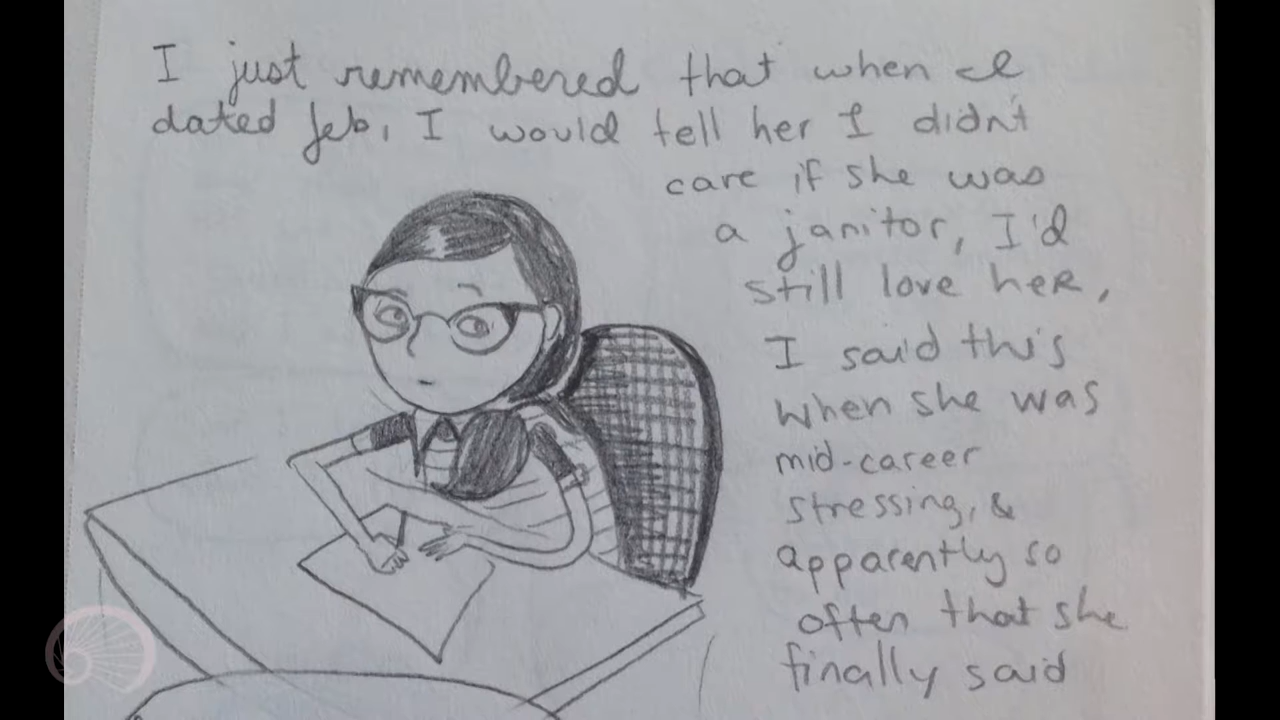 I just remembered that when I
dated Jeb, I would tell her I didn't
care if she was
a janitor, I'd
still love her,
I said this
when she was
mid-career
stressing, &
apparently so
often that she
finally said